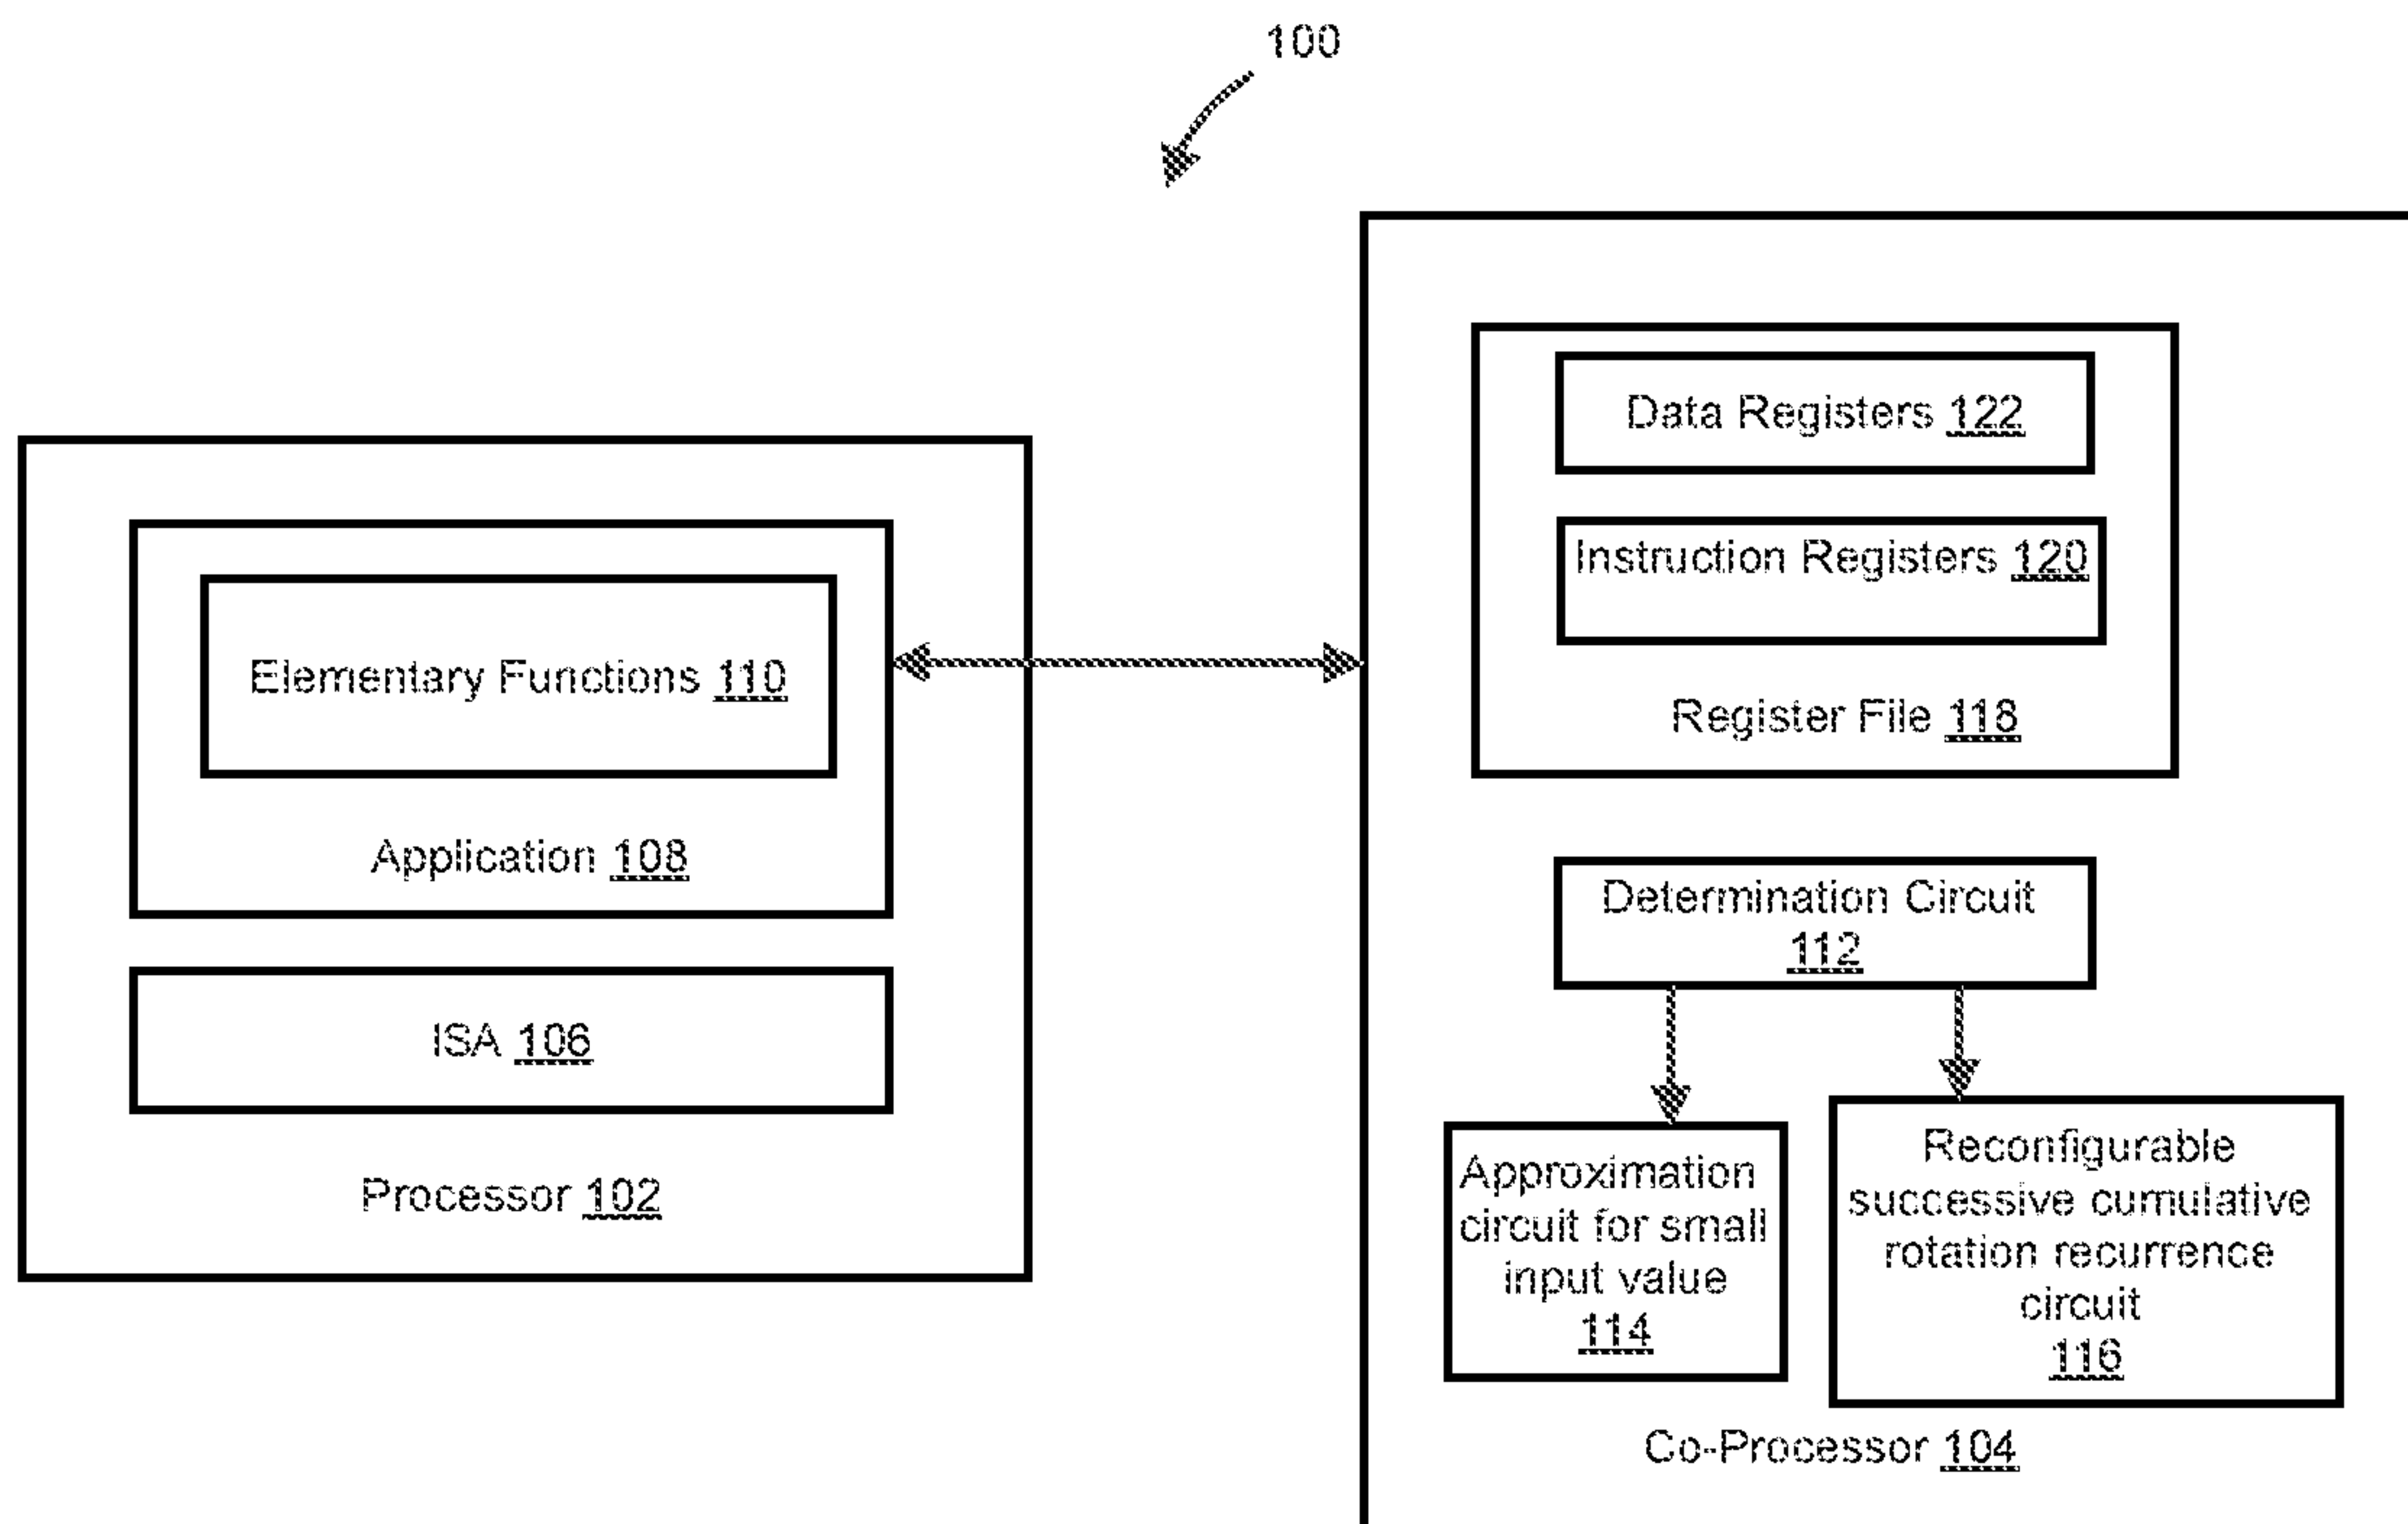 100
Elementary Functions 110
Application 108
ISA 106
Processor 102
Data Registers 122
Instruction Registers 120
Register File 118
Determination Circuit
112
Approximation
circuit for small
input value
114
Reconfigurable
successive cumulative
rotation recurrence
circuit
116
Co-Processor 104